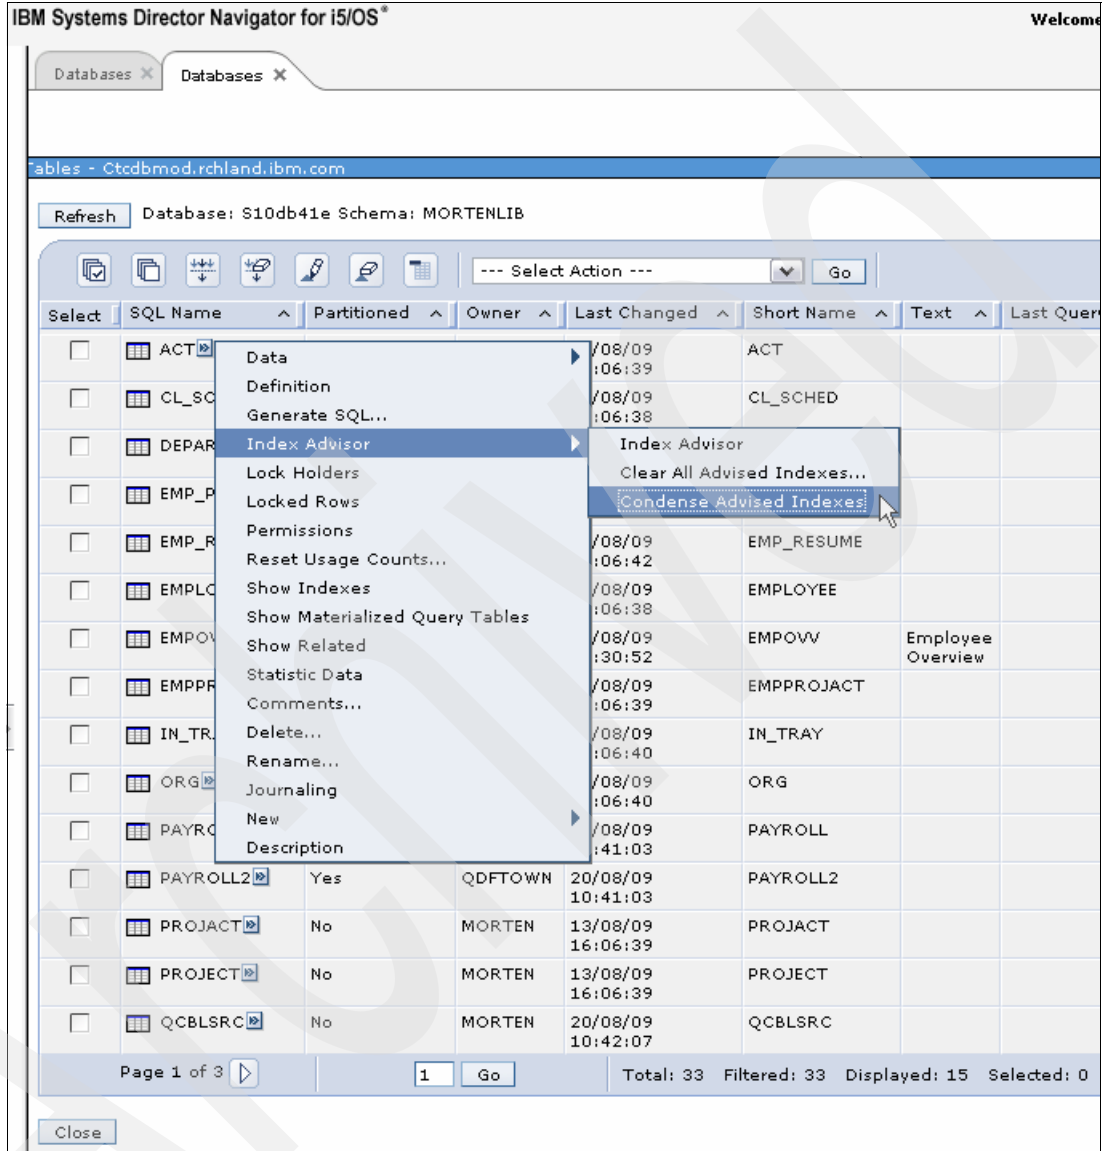 IBM Systems Director Navigator for i5/OS®
Welcome
Databases
Databases
Tables - Ctcdbmod.rchland.ibm.com
Refresh
Database: S10db41e Schema: MORTENLIB
--- Select Action ---
Go
Select
SQL Name
Partitioned
Owner
Last Changed
Short Name
Text
Last Query
ACT
/08/09
:06:39
ACT
CL_SC
/08/09
:06:38
CL_SCHED
DEPAR
EMP_P
EMP_R
/08/09
:06:42
EMP_RESUME
EMPLO
/08/09
:06:38
EMPLOYEE
EMPOV
/08/09
:30:52
EMPOVV
Employee
Overview
EMPPR
/08/09
:06:39
EMPPROJACT
IN_TR
/08/09
:06:40
IN_TRAY
ORG
/08/09
:06:40
ORG
PAYRO
/08/09
:41:03
PAYROLL
Data
Definition
Generate SQL...
Index Advisor
Lock Holders
Locked Rows
Permissions
Reset Usage Counts...
Show Indexes
Show Materialized Query Tables
Show Related
Statistic Data
Comments...
Delete...
Rename...
Journaling
New
Description
Index Advisor
Clear All Advised Indexes...
Condense Advised Indexes
PAYROLL2
Yes
QDFTOWN
20/08/09
10:41:03
PAYROLL2
PROJACT
No
MORTEN
13/08/09
16:06:39
PROJACT
PROJECT
No
MORTEN
13/08/09
16:06:39
PROJECT
QCBLSRC
No
MORTEN
20/08/09
10:42:07
QCBLSRC
Page 1 of 3
1
Go
Total: 33 Filtered: 33 Displayed: 15 Selected: 0
Close